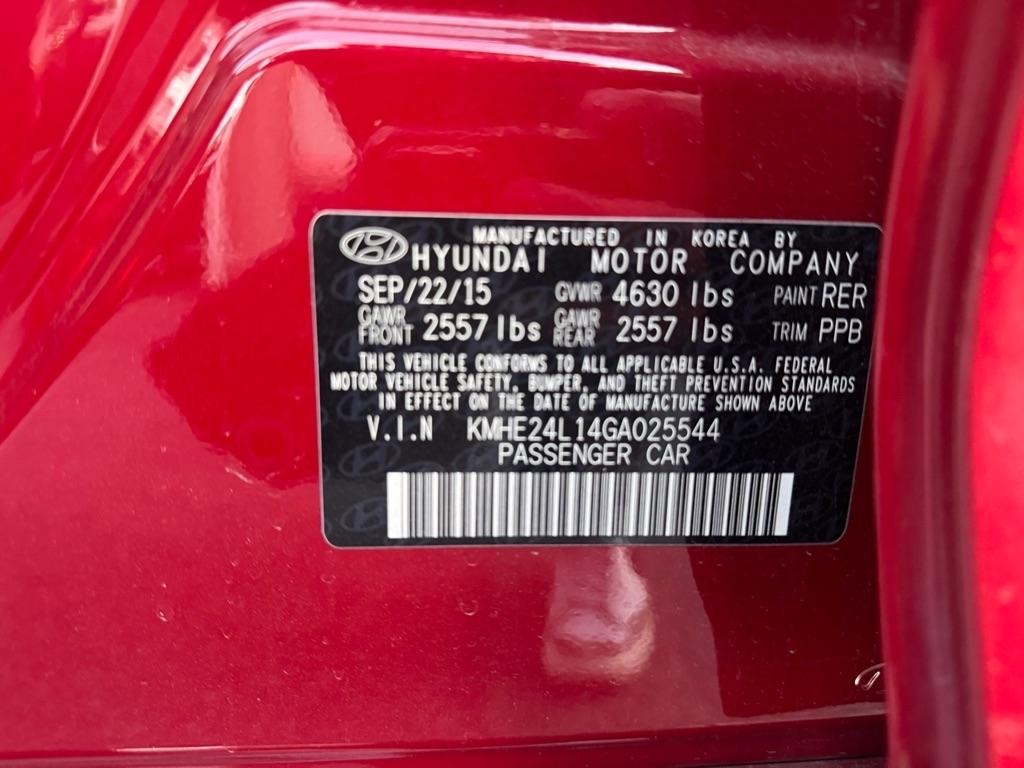 MANUFACTURED IN KOREA BY
HYUNDAI MOTOR COMPANY
SEP/22/15 GVWR 4630 lbs PAINT RER
GAWR FRONT 2557 lbs GAWR REAR 2557 lbs TRIM PPB
THIS VEHICLE CONFORMS TO ALL APPLICABLE U.S.A. FEDERAL
MOTOR VEHICLE SAFETY, BUMPER, AND THEFT PREVENTION STANDARDS
IN EFFECT ON THE DATE OF MANUFACTURE SHOWN ABOVE
V.I.N KMHE24L14GA025544
PASSENGER CAR